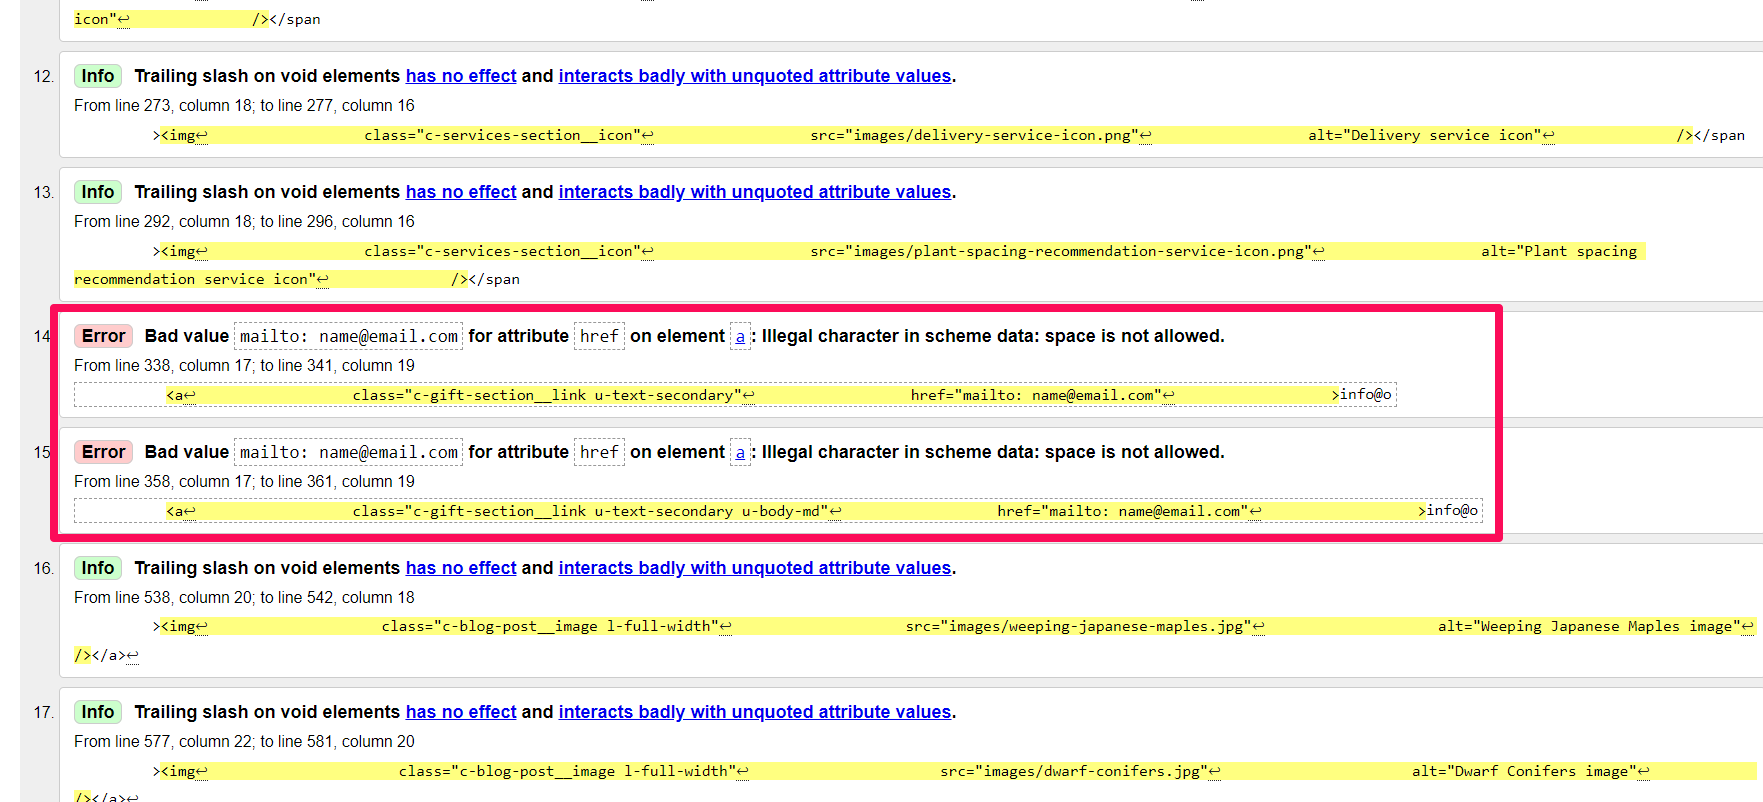 icon"↩ /></span
12. Info Trailing slash on void elements has no effect and interacts badly with unquoted attribute values.
From line 273, column 18; to line 277, column 16
><img↩ class="c-services-section__icon"↩ src="images/delivery-service-icon.png"↩ alt="Delivery service icon"↩ /></span
13. Info Trailing slash on void elements has no effect and interacts badly with unquoted attribute values.
From line 292, column 18; to line 296, column 16
><img↩ class="c-services-section__icon"↩ src="images/plant-spacing-recommendation-service-icon.png"↩ alt="Plant spacing
recommendation service icon"↩ /></span
14 Error Bad value mailto: name@email.com for attribute href on element a: Illegal character in scheme data: space is not allowed.
From line 338, column 17; to line 341, column 19
<a↩ class="c-gift-section__link u-text-secondary"↩ href="mailto: name@email.com"↩ >info@o
15 Error Bad value mailto: name@email.com for attribute href on element a: Illegal character in scheme data: space is not allowed.
From line 358, column 17; to line 361, column 19
<a↩ class="c-gift-section__link u-text-secondary u-body-md"↩ href="mailto: name@email.com"↩ >info@o
16. Info Trailing slash on void elements has no effect and interacts badly with unquoted attribute values.
From line 538, column 20; to line 542, column 18
><img↩ class="c-blog-post__image l-full-width"↩ src="images/weeping-japanese-maples.jpg"↩ alt="Weeping Japanese Maples image"↩
/></a>↩
17. Info Trailing slash on void elements has no effect and interacts badly with unquoted attribute values.
From line 577, column 22; to line 581, column 20
><img↩ class="c-blog-post__image l-full-width"↩ src="images/dwarf-conifers.jpg"↩ alt="Dwarf Conifers image"↩
/></a>↩